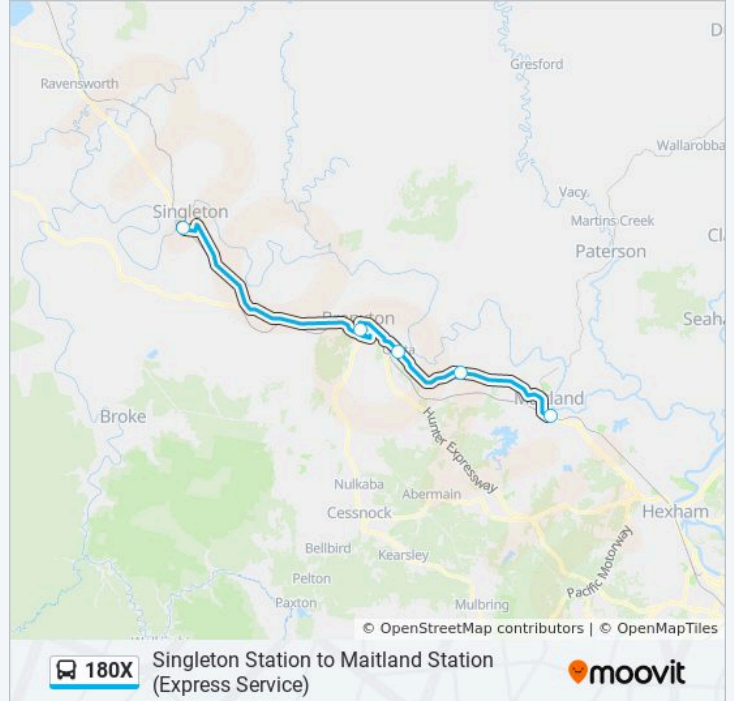 D
Ravensworth
Gresford
Wallarobba
Singleton
Vacy
Martins Creek
Paterson
Cl
Seah
Maitland
Broke
Hunter Expressway
Nulkaba
Abermain
Cessnock
Hexham
Bellbird
Kearsley
Pelton
Paxton
Mulbring
Pacific Motorway
© OpenStreetMap contributors | © OpenMapTiles
180X
Singleton Station to Maitland Station
(Express Service)
moovit